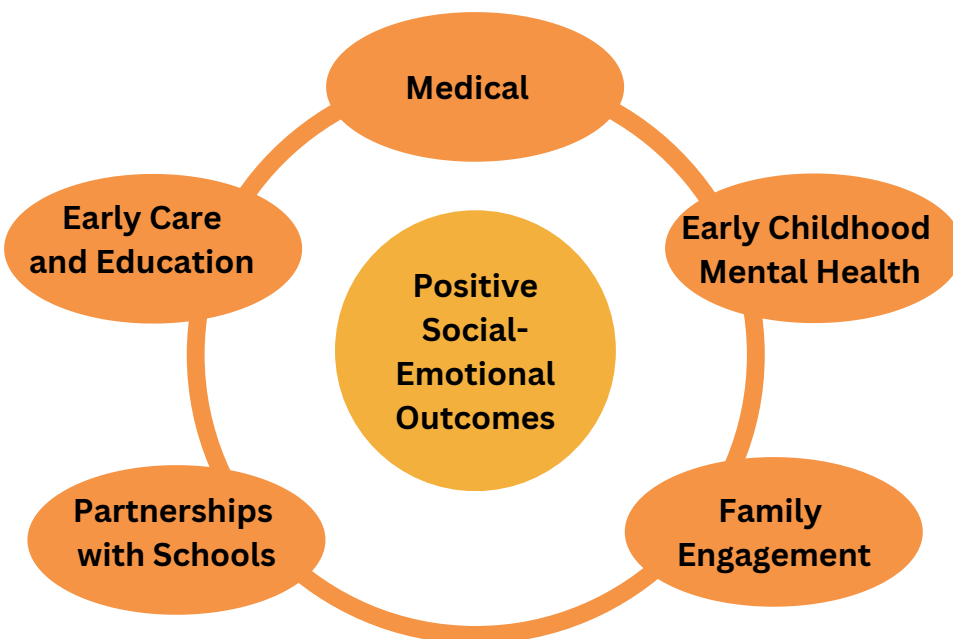 Medical
Early Care
and Education
Early Childhood
Mental Health
Positive
Social-
Emotional
Outcomes
Partnerships
with Schools
Family
Engagement